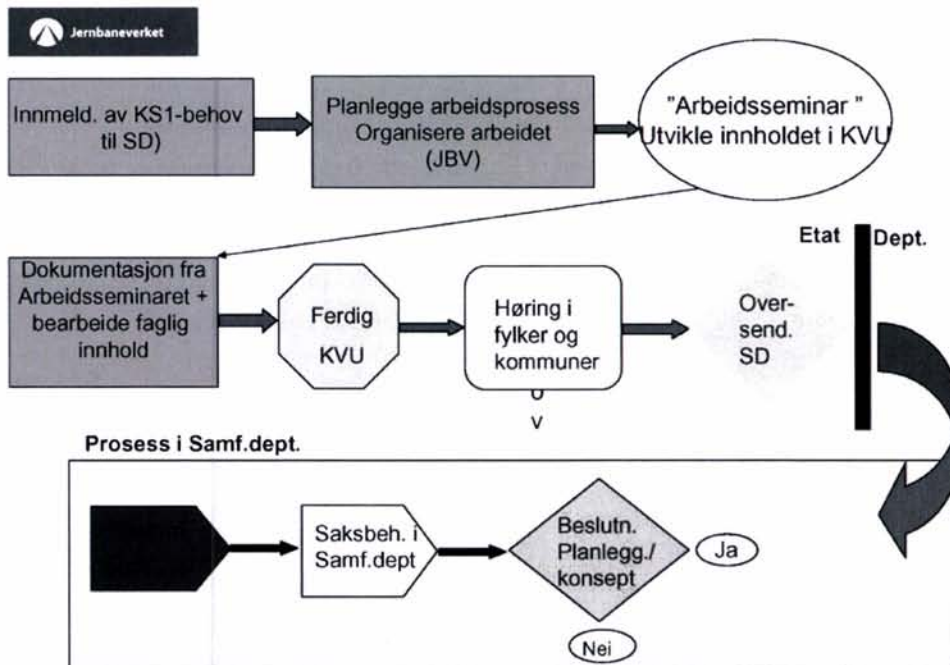 Jernbaneverket
Innmeld. av KS1-behov
til SD)
Planlegge arbeidsprosess
Organisere arbeidet
(JBV)
"Arbeidsseminar "
Utvikle innholdet i KVU
Etat
Dept.
Dokumentasjon fra
Arbeidsseminaret +
bearbeide faglig
innhold
Ferdig
KVU
Høring i
fylker og
kommuner
v
Over-
send.
SD
Prosess i Samf.dept.
Saksbeh. i
Samf.dept
Beslutn.
Planlegg./
konsept
Ja
Nei